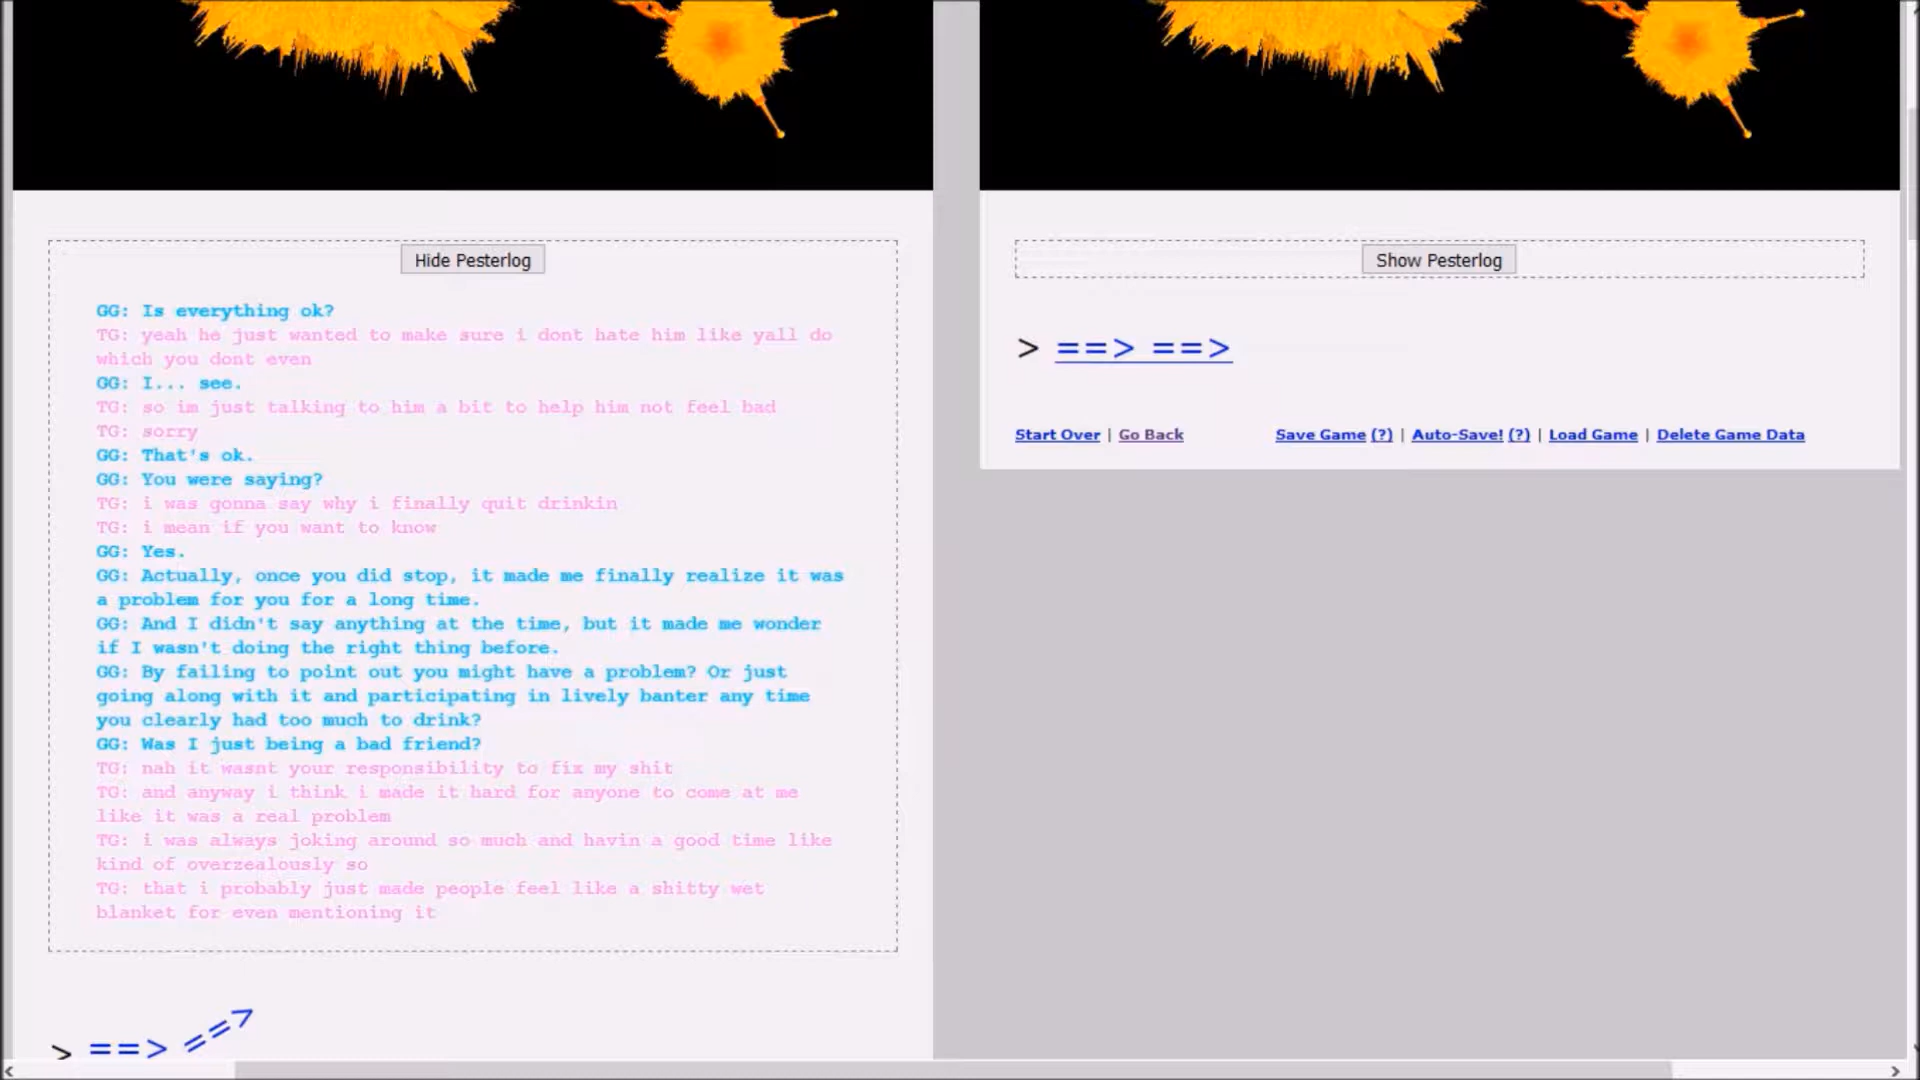 Hide Pesterlog
GG: Is everything ok?
TG: yeah he just wanted to make sure i dont hate him like yall do
which you dont even
GG: I... see.
TG: so im just talking to him a bit to help him not feel bad
TG: sorry
GG: That's ok.
GG: You were saying?
TG: i was gonna say why i finally quit drinkin
TG: i mean if you want to know
GG: Yes.
GG: Actually, once you did stop, it made me finally realize it was
a problem for you for a long time.
GG: And I didn't say anything at the time, but it made me wonder
if I wasn't doing the right thing before.
GG: By failing to point out you might have a problem? Or just
going along with it and participating in lively banter any time
you clearly had too much to drink?
GG: Was I just being a bad friend?
TG: nah it wasnt your responsibility to fix my shit
TG: and anyway i think i made it hard for anyone to come at me
like it was a real problem
TG: i was always joking around so much and havin a good time like
kind of overzealously so
TG: that i probably just made people feel like a shitty wet
blanket for even mentioning it
> ==> ==>
Show Pesterlog
> ==> ==>
Start Over | Go Back Save Game (?) | Auto-Save! (?) | Load Game | Delete Game Data